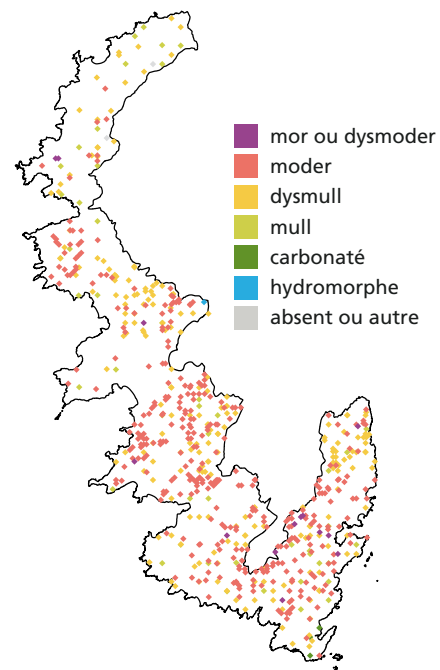 mor ou dysmoder
moder
dysmull
mull
carbonaté
hydromorphe
absent ou autre